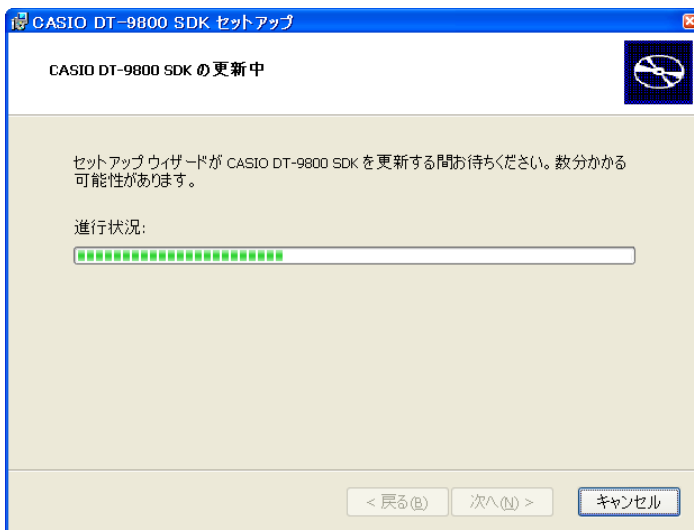 CASIO DT-9800 SDK セットアップ
CASIO DT-9800 SDK の更新中
セットアップ ウィザードが CASIO DT-9800 SDK を更新する間お待ちください。数分かかる
可能性があります。
進行状況:
< 戻る(B)
次へ(N) >
キャンセル